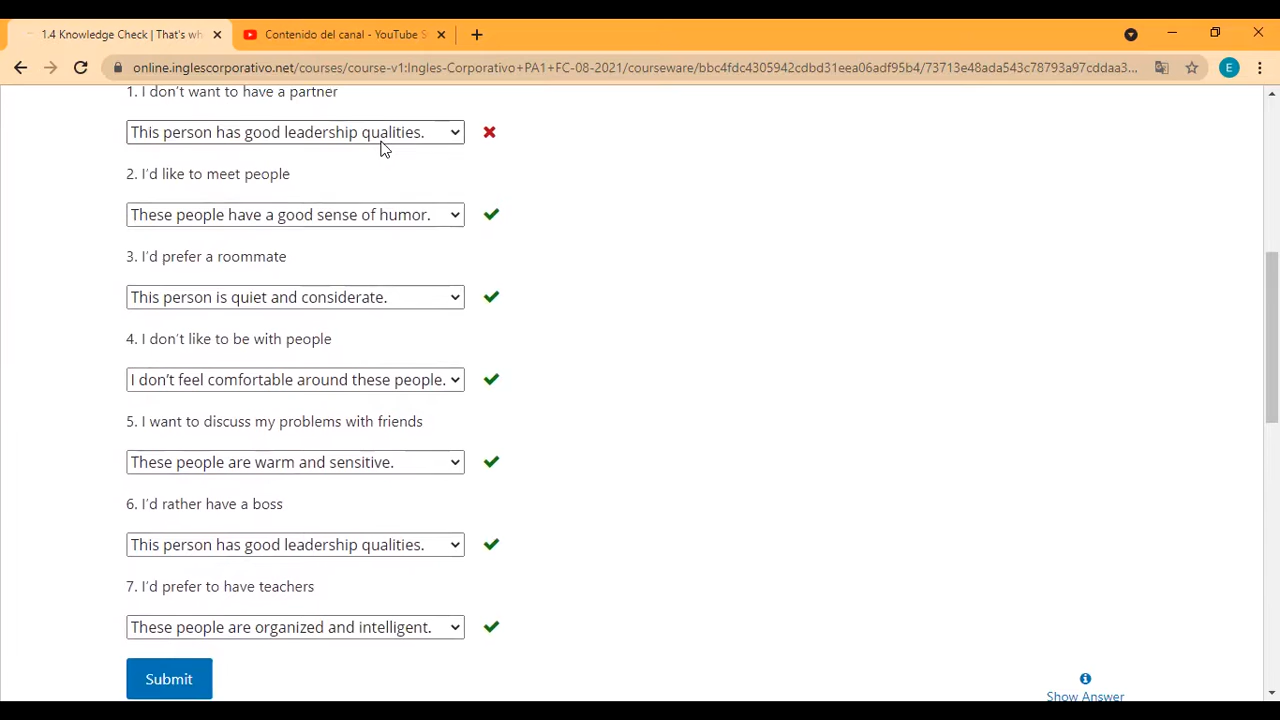 1.4 Knowledge Check | That's wh
Contenido del canal - YouTube S
online.inglescorporativo.net/courses/course-v1:Ingles-Corporativo+PA1+FC-08-2021/courseware/bbc4fdc4305942cdbd31eea06adf95b4/73713e48ada543c78793a97cddaa3...
E
1. I don't want to have a partner
This person has good leadership qualities.
2. I'd like to meet people
These people have a good sense of humor.
3. I'd prefer a roommate
This person is quiet and considerate.
4. I don't like to be with people
I don't feel comfortable around these people.
5. I want to discuss my problems with friends
These people are warm and sensitive.
6. I'd rather have a boss
This person has good leadership qualities.
7. I'd prefer to have teachers
These people are organized and intelligent.
Submit
Show Answer